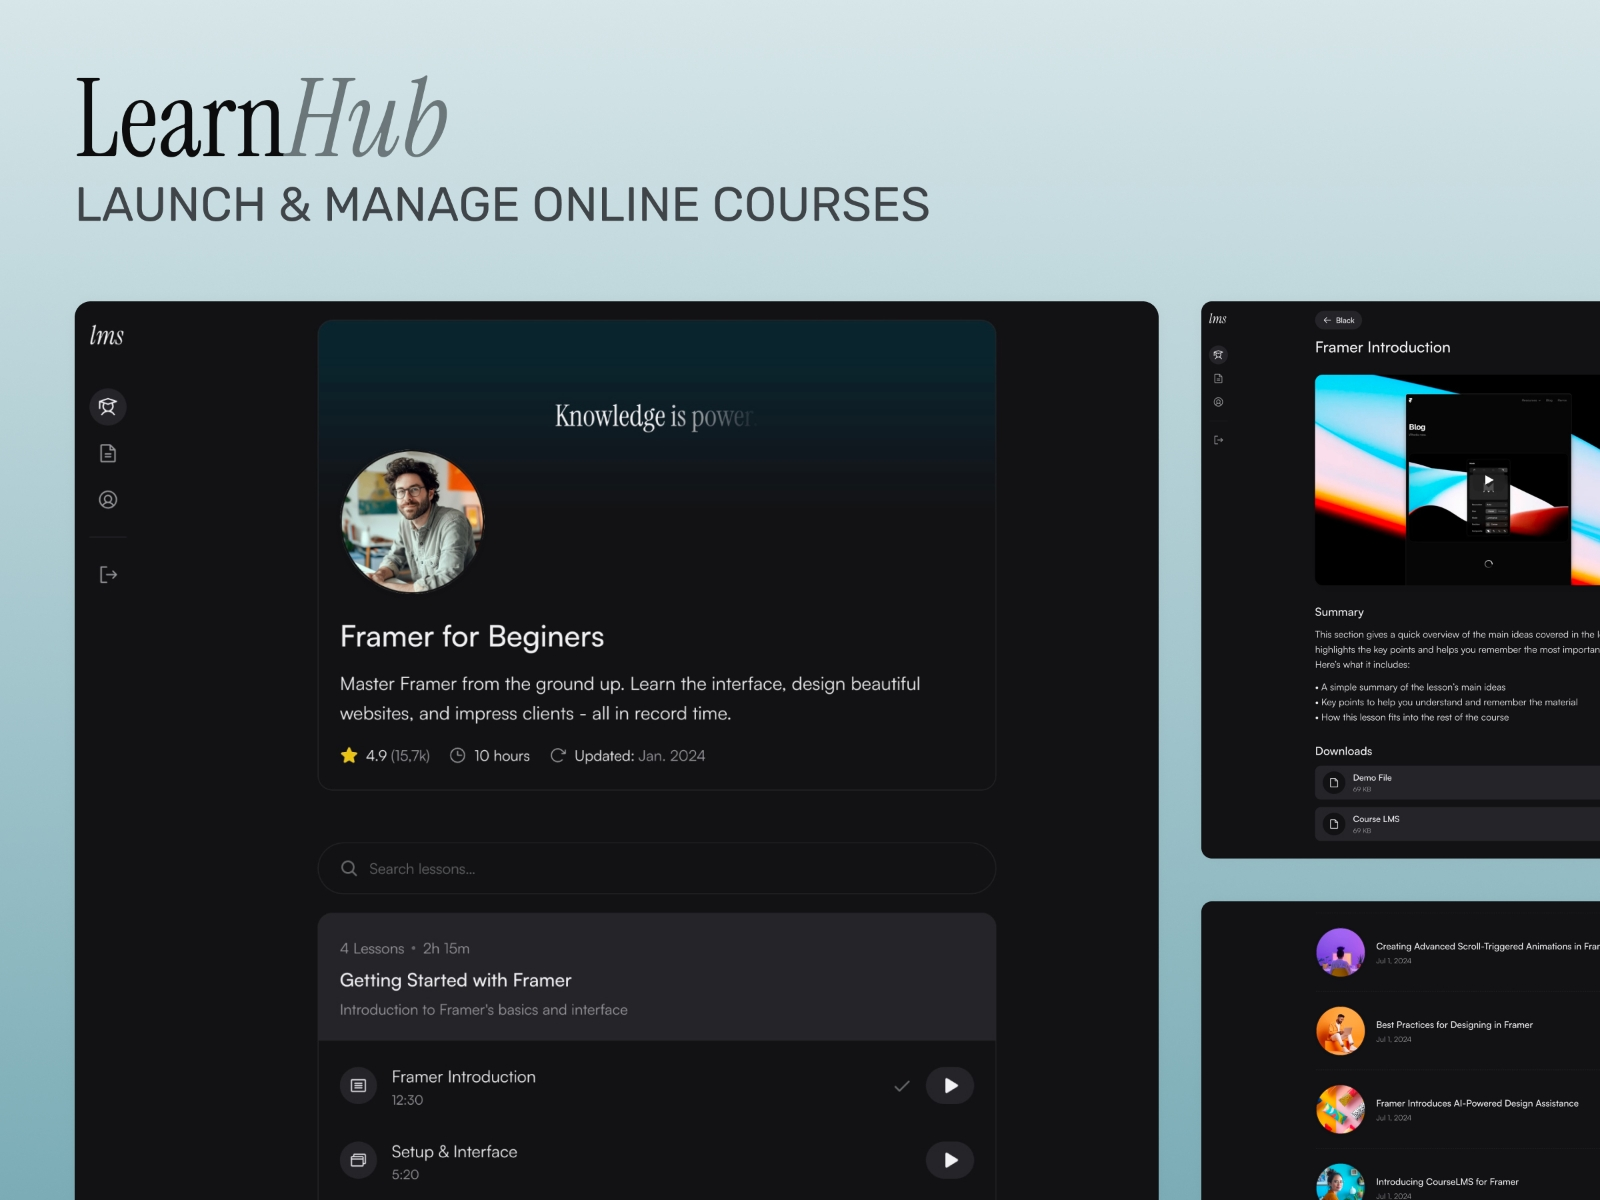 LearnHub
LAUNCH & MANAGE ONLINE COURSES
lms
Knowledge is power
Framer for Beginers
Master Framer from the ground up. Learn the interface, design beautiful
websites, and impress clients - all in record time.
4.9 (15,7k) 10 hours Updated: Jan. 2024
Search lessons...
4 Lessons • 2h 15m
Getting Started with Framer
Introduction to Framer's basics and interface
Framer Introduction
12:30
Setup & Interface
5:20
lms
Black
Framer Introduction
Blog
Summary
This section gives a quick overview of the main ideas covered in the
highlights the key points and helps you remember the most importan
Here's what it includes:
• A simple summary of the lesson's main ideas
• Key points to help you understand and remember the material
• How this lesson fits into the rest of the course
Downloads
Demo File
69 KB
Course LMS
69 KB
Creating Advanced Scroll-Triggered Animations in Fra
Jul 1, 2024
Best Practices for Designing in Framer
Jul 1, 2024
Framer Introduces AI-Powered Design Assistance
Jul 1, 2024
Introducing CourseLMS for Framer
Jul 1, 2024